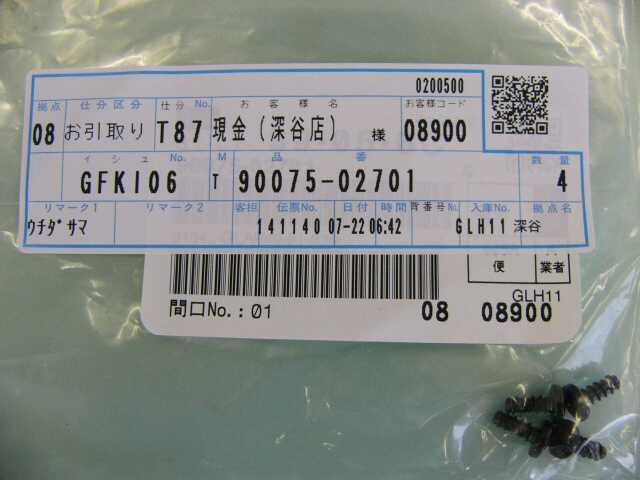 0200500
拠点 仕分区分 仕分No. お客様名 お客様コード
08 お引取り T87 現金(深谷店) 様 08900
イシュNo. M 品番 数量
GFKI06 T 90075-02701 4
リマーク1 リマーク2 客担 伝票No. 日付 時間 背番号No. 入庫No. 拠点名
ウチダサマ 141140 07-22 06:42 GLH11 深谷
便 業者
GLH11
間口No.:01 08 08900